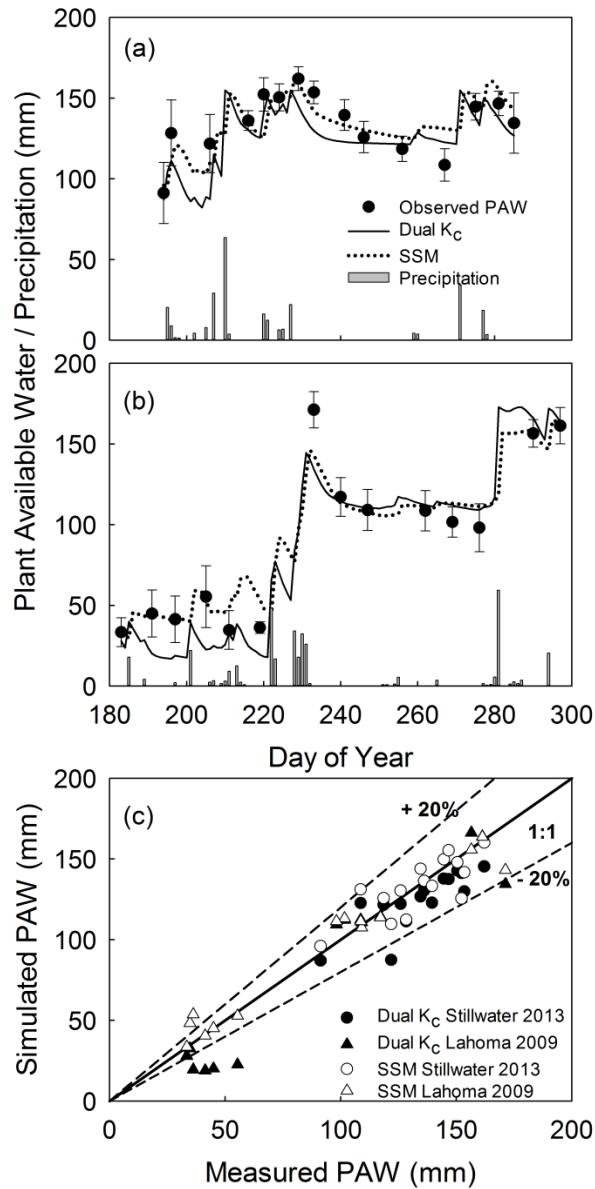 200
(a)
150
100
50
0
Observed PAW
Dual Kc
SSM
Precipitation
Plant Available Water / Precipitation (mm)
200
(b)
150
100
50
0
180
200
220
240
260
280
300
Day of Year
200
(c)
150
100
50
0
+ 20%
1:1
- 20%
Dual Kc Stillwater 2013
Dual Kc Lahoma 2009
SSM Stillwater 2013
SSM Lahoma 2009
Simulated PAW (mm)
0
50
100
150
200
Measured PAW (mm)